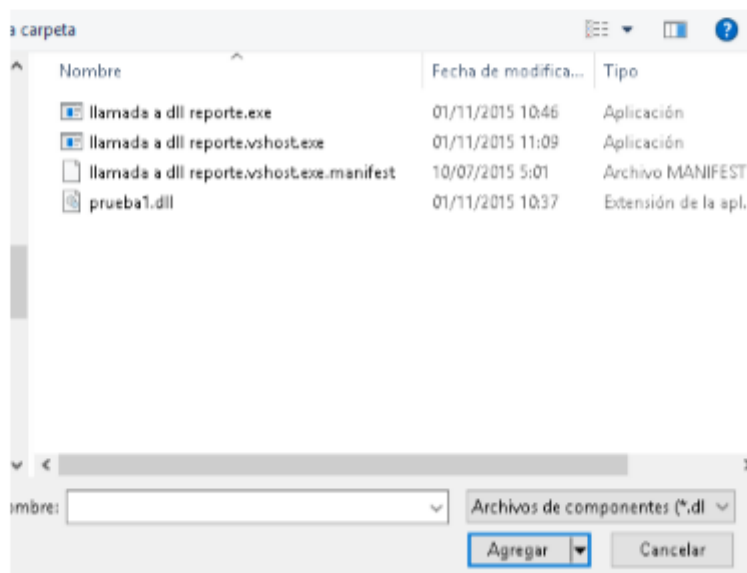 a carpeta
?
Nombre Fecha de modifica... Tipo
llamada a dll reporte.exe 01/11/2015 10:46 Aplicación
llamada a dll reporte.vshost.exe 01/11/2015 11:09 Aplicación
llamada a dll reporte.vshost.exe.manifest 10/07/2015 5:01 Archivo MANIFEST
prueba1.dll 01/11/2015 10:37 Extensión de la apl.
ombre: Archivos de componentes (*.dl
Agregar Cancelar